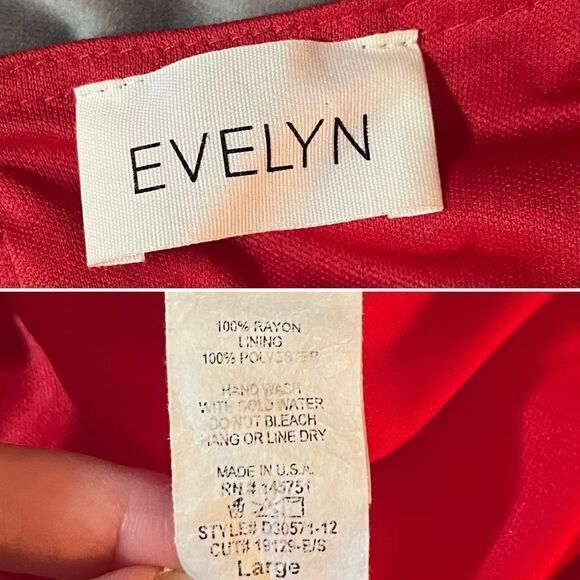 EVELYN
100% RAYON
LINING
100% POLYESTER
HAND WASH
WITH COLD WATER
DO NOT BLEACH
HANG OR LINE DRY
MADE IN U.S.A.
RN# 145751
STYLE# D30571-12
CUT# 19129-E/S
Large